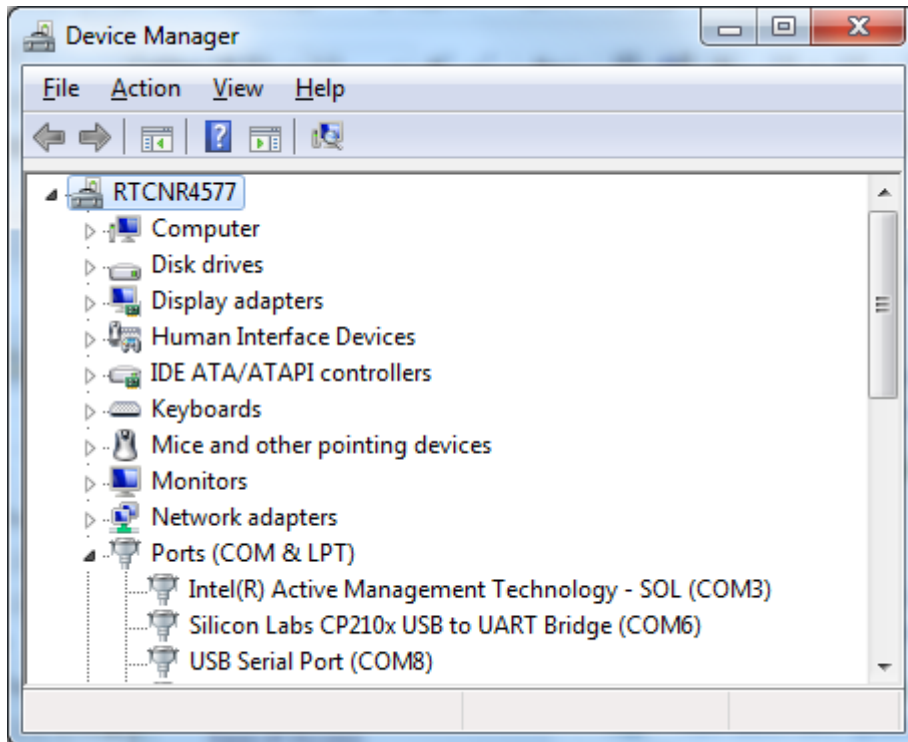 Device Manager
File Action View Help
RTCNR4577
Computer
Disk drives
Display adapters
Human Interface Devices
IDE ATA/ATAPI controllers
Keyboards
Mice and other pointing devices
Monitors
Network adapters
Ports (COM & LPT)
Intel(R) Active Management Technology - SOL (COM3)
Silicon Labs CP210x USB to UART Bridge (COM6)
USB Serial Port (COM8)